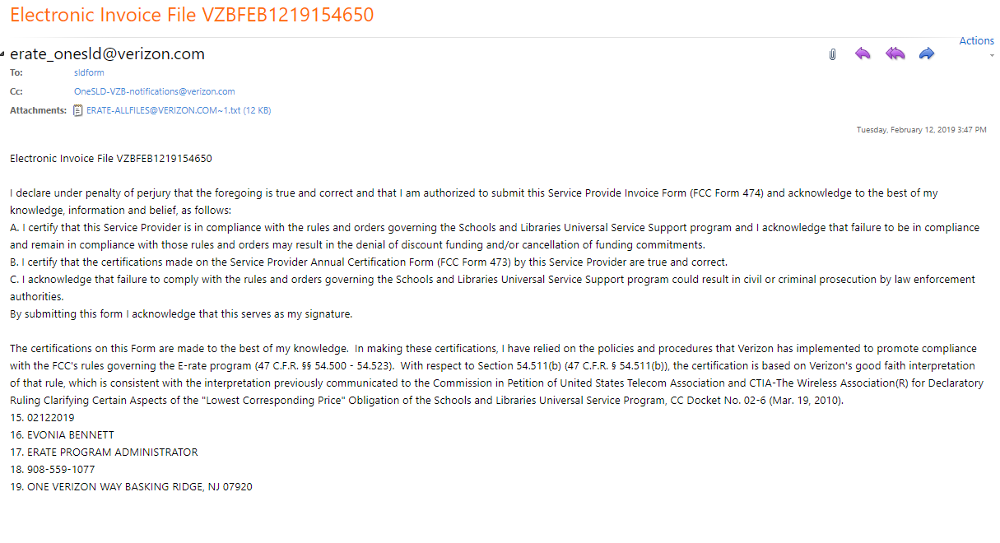 Electronic Invoice File VZBFEB1219154650
Actions
erate_onesld@verizon.com
To: sldform
Cc: OneSLD-VZB-notifications@verizon.com
Attachments: ERATE-ALLFILES@VERIZON.COM~1.txt (12 KB)
Tuesday, February 12, 2019 3:47 PM
Electronic Invoice File VZBFEB1219154650
I declare under penalty of perjury that the foregoing is true and correct and that I am authorized to submit this Service Provide Invoice Form (FCC Form 474) and acknowledge to the best of my
knowledge, information and belief, as follows:
A. I certify that this Service Provider is in compliance with the rules and orders governing the Schools and Libraries Universal Service Support program and I acknowledge that failure to be in compliance
and remain in compliance with those rules and orders may result in the denial of discount funding and/or cancellation of funding commitments.
B. I certify that the certifications made on the Service Provider Annual Certification Form (FCC Form 473) by this Service Provider are true and correct.
C. I acknowledge that failure to comply with the rules and orders governing the Schools and Libraries Universal Service Support program could result in civil or criminal prosecution by law enforcement
authorities.
By submitting this form I acknowledge that this serves as my signature.
The certifications on this Form are made to the best of my knowledge.  In making these certifications, I have relied on the policies and procedures that Verizon has implemented to promote compliance
with the FCC's rules governing the E-rate program (47 C.F.R. §§ 54.500 - 54.523).  With respect to Section 54.511(b) (47 C.F.R. § 54.511(b)), the certification is based on Verizon's good faith interpretation
of that rule, which is consistent with the interpretation previously communicated to the Commission in Petition of United States Telecom Association and CTIA-The Wireless Association(R) for Declaratory
Ruling Clarifying Certain Aspects of the "Lowest Corresponding Price" Obligation of the Schools and Libraries Universal Service Program, CC Docket No. 02-6 (Mar. 19, 2010).
15. 02122019
16. EVONIA BENNETT
17. ERATE PROGRAM ADMINISTRATOR
18. 908-559-1077
19. ONE VERIZON WAY BASKING RIDGE, NJ 07920